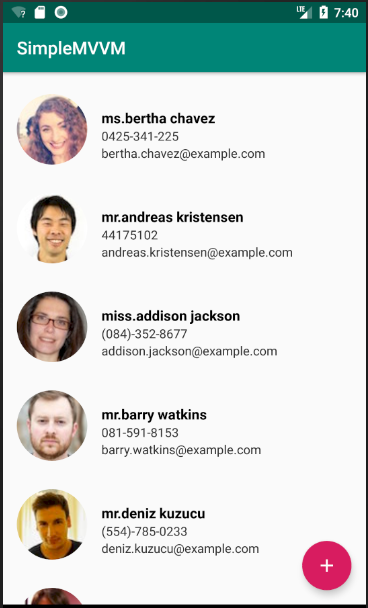 LTE 7:40
SimpleMVVM
ms.bertha chavez
0425-341-225
bertha.chavez@example.com
mr.andreas kristensen
44175102
andreas.kristensen@example.com
miss.addison jackson
(084)-352-8677
addison.jackson@example.com
mr.barry watkins
081-591-8153
barry.watkins@example.com
mr.deniz kuzucu
(554)-785-0233
deniz.kuzucu@example.com
+